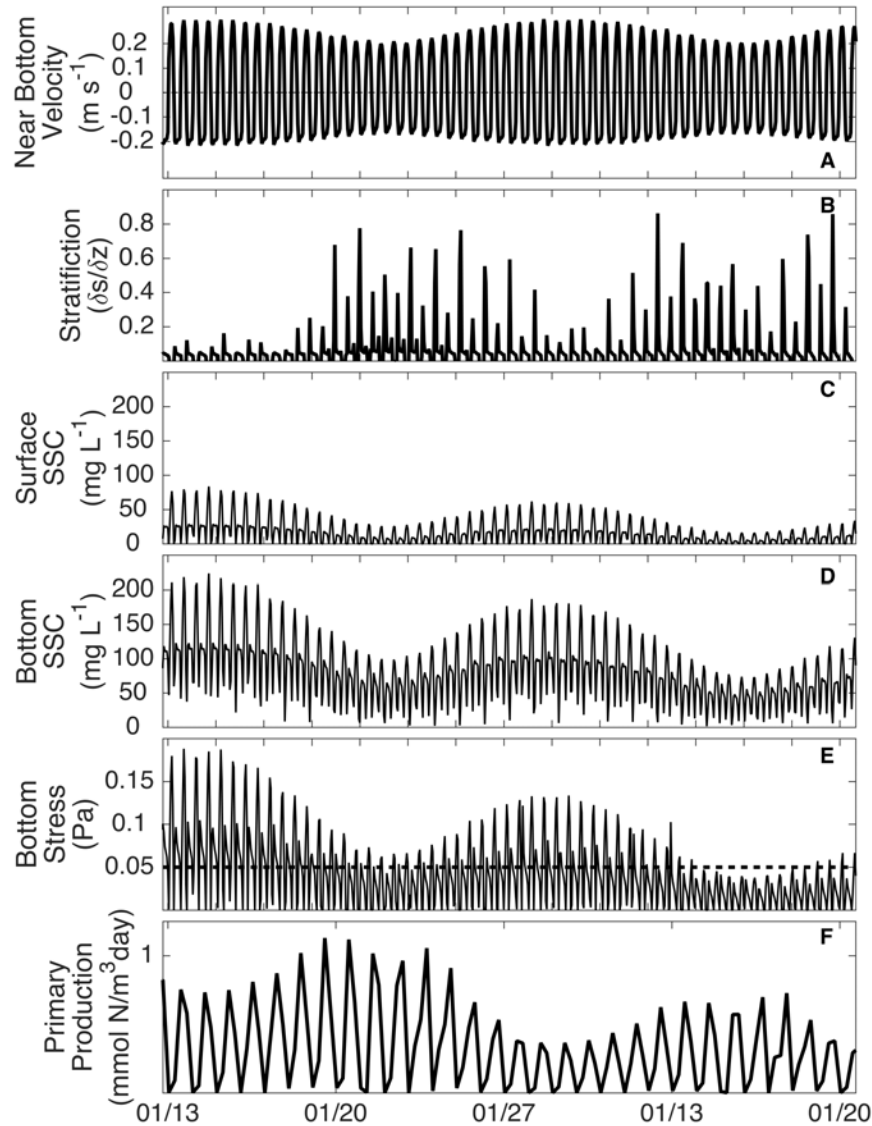 Near Bottom
Velocity
(m s⁻¹)
0.2
0.1
0
-0.1
-0.2
A
Stratifiction
(δs/δz)
0.8
0.6
0.4
0.2
B
Surface
SSC
(mg L⁻¹)
200
150
100
50
0
C
Bottom
SSC
(mg L⁻¹)
200
150
100
50
0
D
Bottom
Stress
(Pa)
0.15
0.1
0.05
E
Primary
Production
(mmol N/m³day)
1
F
01/13 01/20 01/27 01/13 01/20